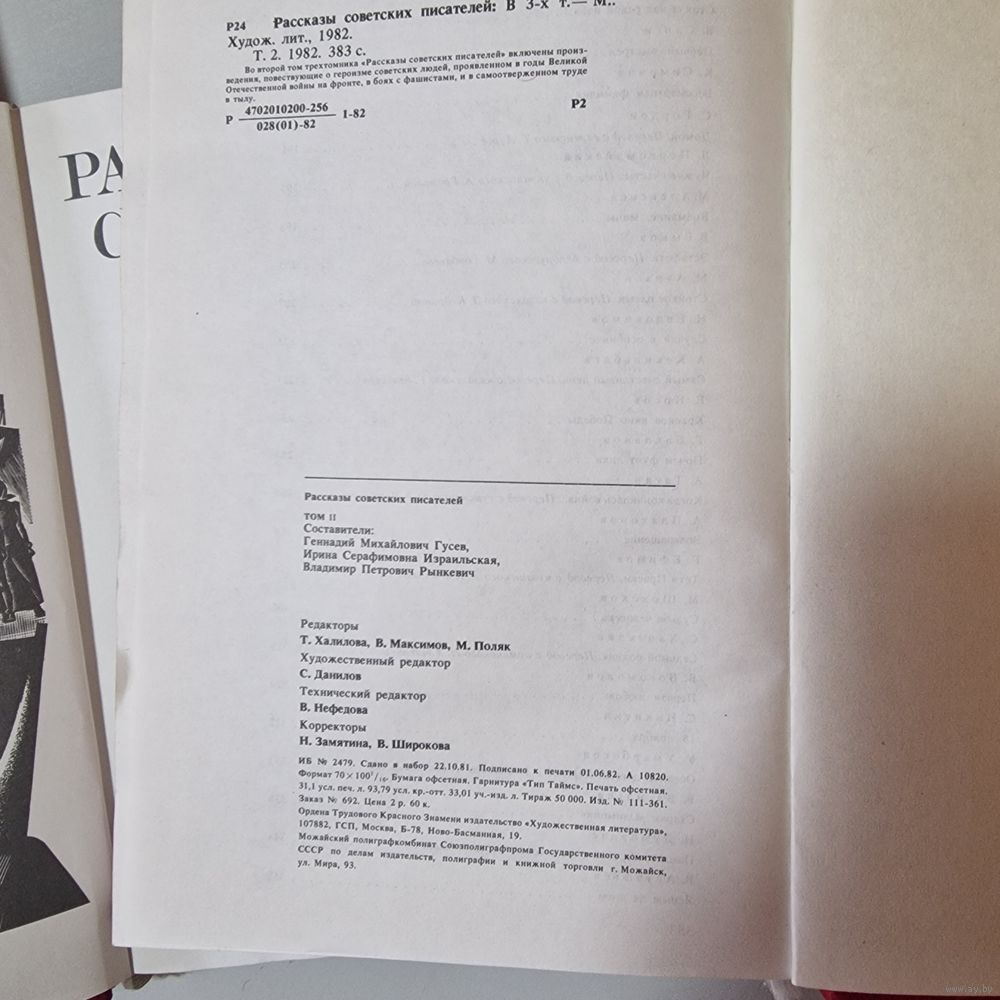 Р24 Рассказы советских писателей: В 3-х т.— М.:
Худож. лит., 1982.
Т. 2. 1982. 383 с.
Во второй том трехтомника «Рассказы советских писателей» включены произ-
ведения, повествующие о героизме советских людей, проявленном в годы Великой
Отечественной войны на фронте, в боях с фашистами, и в самоотверженном труде
в тылу.
Р 4702010200-256 1-82 Р2
028(01)-82
РА
Рассказы советских писателей
ТОМ II
Составители:
Геннадий Михайлович Гусев,
Ирина Серафимовна Израильская,
Владимир Петрович Рынкевич
Редакторы
Т. Халилова, В. Максимов, М. Поляк
Художественный редактор
С. Данилов
Технический редактор
В. Нефедова
Корректоры
Н. Замятина, В. Широкова
ИБ № 2479. Сдано в набор 22.10.81. Подписано к печати 01.06.82. А 10820.
Формат 70×100¹/₁₆. Бумага офсетная. Гарнитура «Тип Таймс». Печать офсетная.
31,1 усл. печ. л. 93,79 усл. кр.-отт. 33,01 уч.-изд. л. Тираж 50 000. Изд. № 111-361.
Заказ № 692. Цена 2 р. 60 к.
Ордена Трудового Красного Знамени издательство «Художественная литература»,
107882, ГСП, Москва, Б-78, Ново-Басманная, 19.
Можайский полиграфкомбинат Союзполиграфпрома Государственного комитета
СССР по делам издательств, полиграфии и книжной торговли г. Можайск,
ул. Мира, 93.
www.ay.by